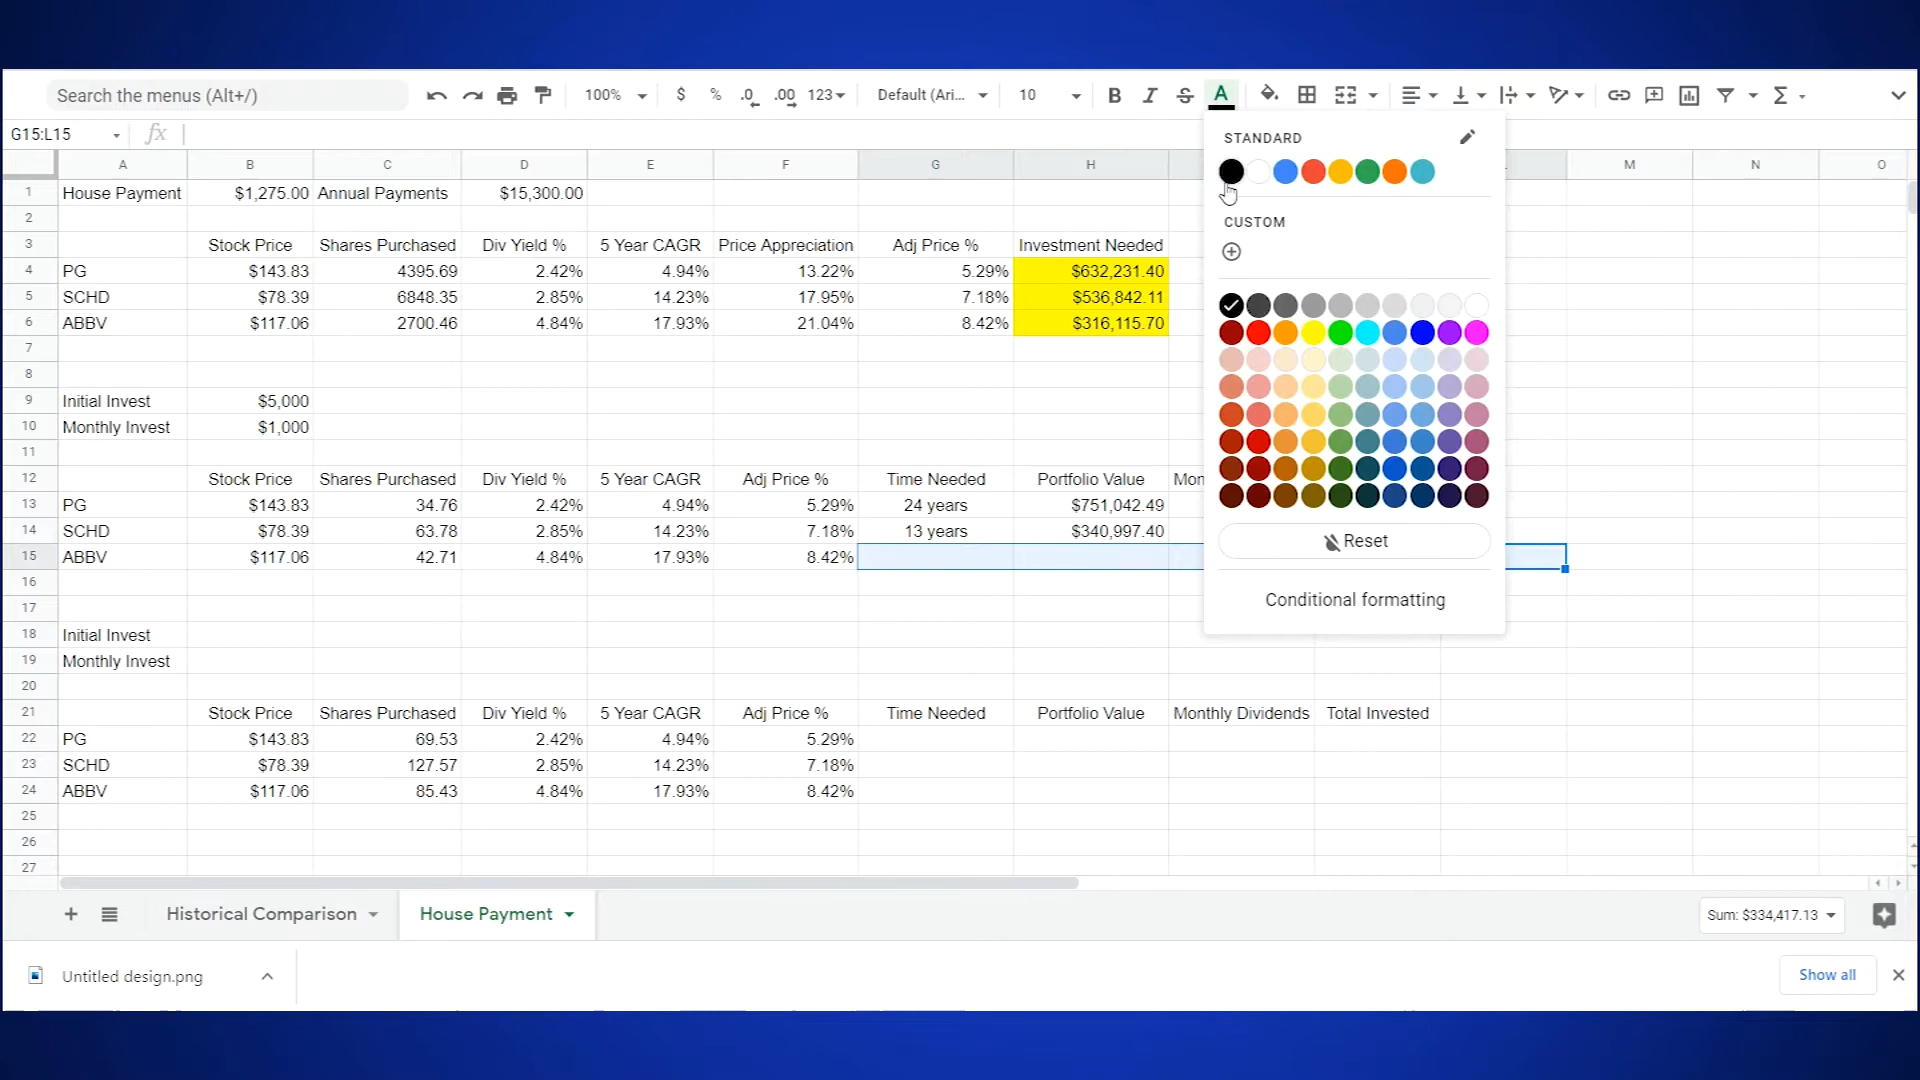 Search the menus (Alt+/) 100% $ % .0 .00 123 Default (Ari... 10 B I S A
G15:L15 fx
STANDARD
A B C D E F G H L M N O
1 House Payment $1,275.00 Annual Payments $15,300.00
2
CUSTOM
3 Stock Price Shares Purchased Div Yield % 5 Year CAGR Price Appreciation Adj Price % Investment Needed
4 PG $143.83 4395.69 2.42% 4.94% 13.22% 5.29% $632,231.40
5 SCHD $78.39 6848.35 2.85% 14.23% 17.95% 7.18% $536,842.11
6 ABBV $117.06 2700.46 4.84% 17.93% 21.04% 8.42% $316,115.70
7
8
9 Initial Invest $5,000
10 Monthly Invest $1,000
11
12 Stock Price Shares Purchased Div Yield % 5 Year CAGR Adj Price % Time Needed Portfolio Value Mon
13 PG $143.83 34.76 2.42% 4.94% 5.29% 24 years $751,042.49
14 SCHD $78.39 63.78 2.85% 14.23% 7.18% 13 years $340,997.40
Reset
15 ABBV $117.06 42.71 4.84% 17.93% 8.42%
16
17
Conditional formatting
18 Initial Invest
19 Monthly Invest
20
21 Stock Price Shares Purchased Div Yield % 5 Year CAGR Adj Price % Time Needed Portfolio Value Monthly Dividends Total Invested
22 PG $143.83 69.53 2.42% 4.94% 5.29%
23 SCHD $78.39 127.57 2.85% 14.23% 7.18%
24 ABBV $117.06 85.43 4.84% 17.93% 8.42%
25
26
27
Historical Comparison House Payment Sum: $334,417.13
Untitled design.png Show all